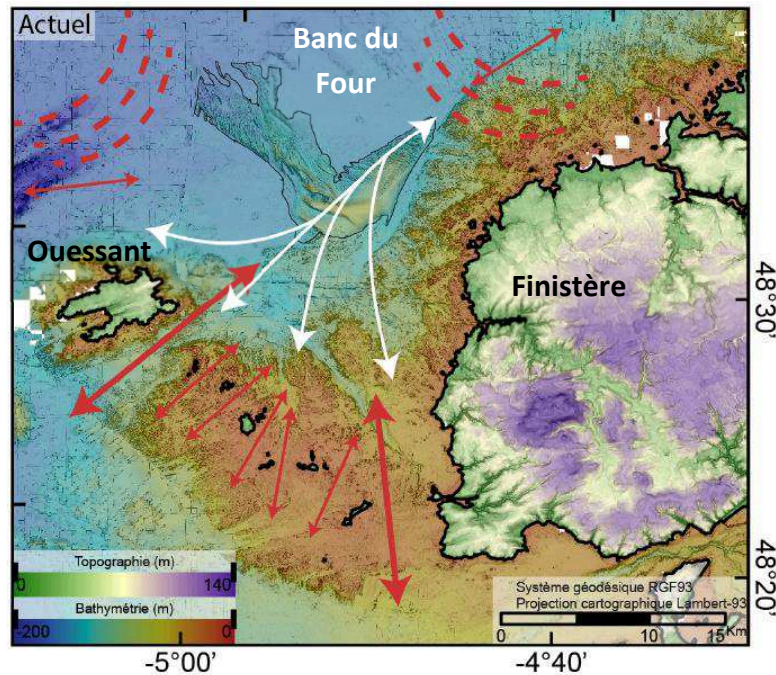 Actuel
Banc du
Four
Ouessant
Finistère
48°30'
48°20'
Topographie (m)
0 140
Bathymétrie (m)
-200 0
Système géodésique RGF93
Projection cartographique Lambert-93
0 10 15 Km
-5°00' -4°40'